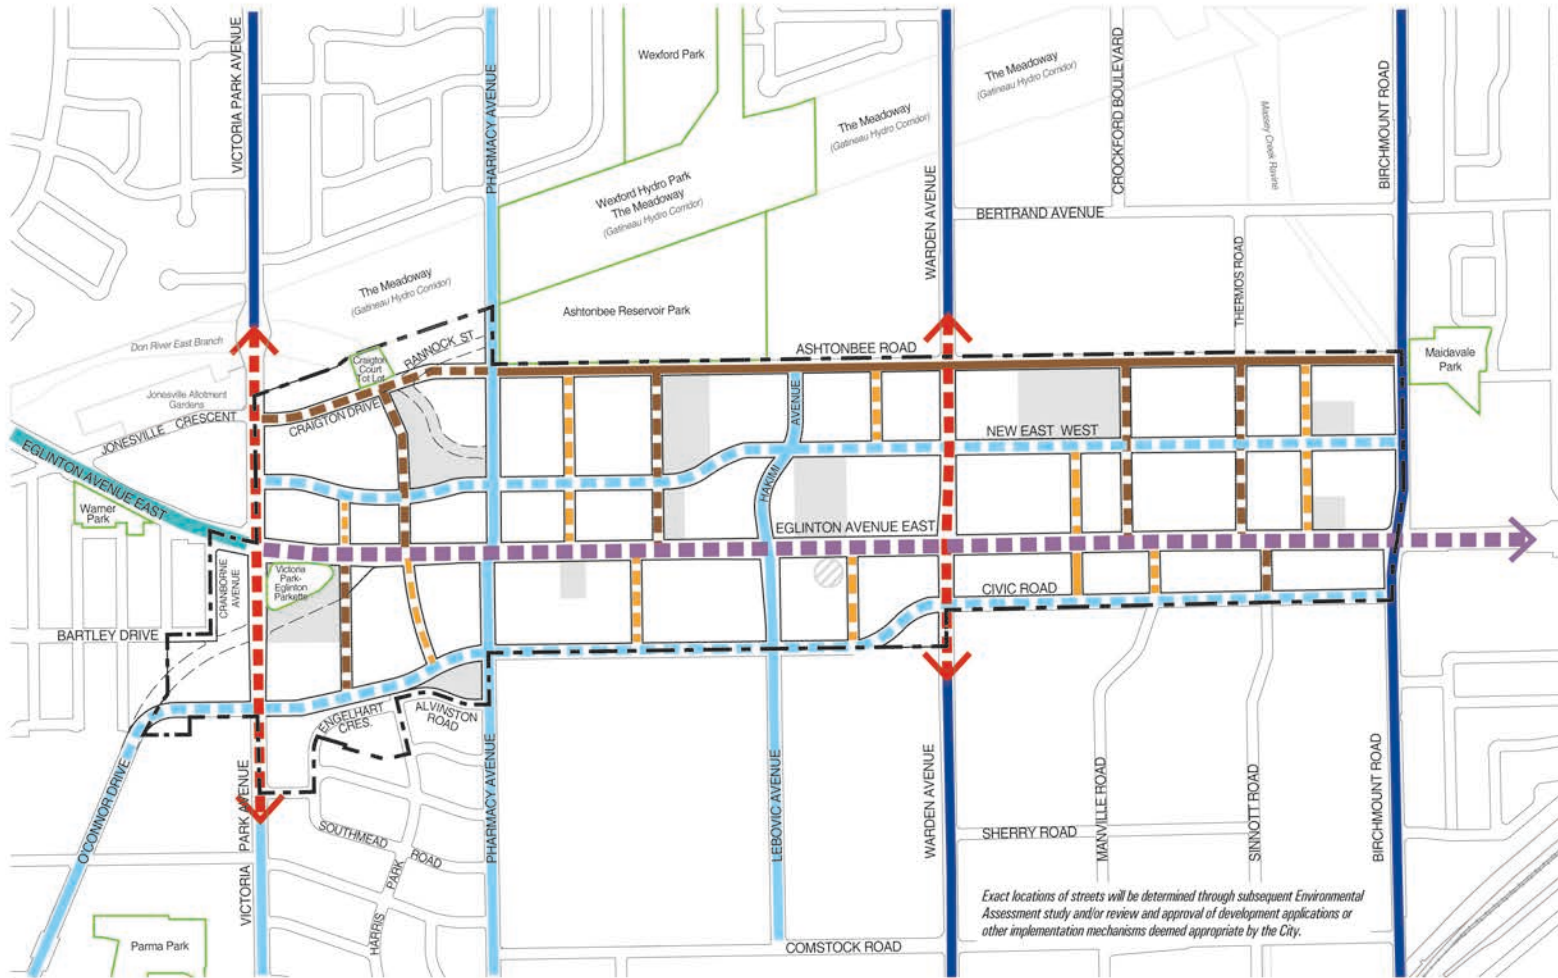 VICTORIA PARK AVENUE
PHARMACY AVENUE
Wexford Park
The Meadoway
(Gatineau Hydro Corridor)
CROCKFORD BOULEVARD
BIRCHMOUNT ROAD
The Meadoway
(Gatineau Hydro Corridor)
Massey Creek Ravine
Wexford Hydro Park
The Meadoway
(Gatineau Hydro Corridor)
WARDEN AVENUE
BERTRAND AVENUE
THERMOS ROAD
The Meadoway
(Gatineau Hydro Corridor)
Ashtonbee Reservoir Park
Don River East Branch
RANNOCK ST
ASHTONBEE ROAD
Maidavale
Park
Craigton
Court
Tot Lot
Jonesville Allotment
Gardens
JONESVILLE CRESCENT
CRAIGTON DRIVE
AVENUE
HAKIMI
NEW EAST WEST
EGLINTON AVENUE EAST
Warner
Park
EGLINTON AVENUE EAST
CRANBORNE
AVENUE
Victoria
Park-
Eglinton
Parkette
CIVIC ROAD
BARTLEY DRIVE
ENGELHART
CRES.
ALVINSTON
ROAD
O'CONNOR DRIVE
VICTORIA PARK AVENUE
PHARMACY AVENUE
LEBOVIC AVENUE
WARDEN AVENUE
MANVILLE ROAD
SINNOTT ROAD
BIRCHMOUNT ROAD
SOUTHMEAD ROAD
SHERRY ROAD
HARRIS PARK
Exact locations of streets will be determined through subsequent Environmental
Assessment study and/or review and approval of development applications or
other implementation mechanisms deemed appropriate by the City.
Parma Park
COMSTOCK ROAD